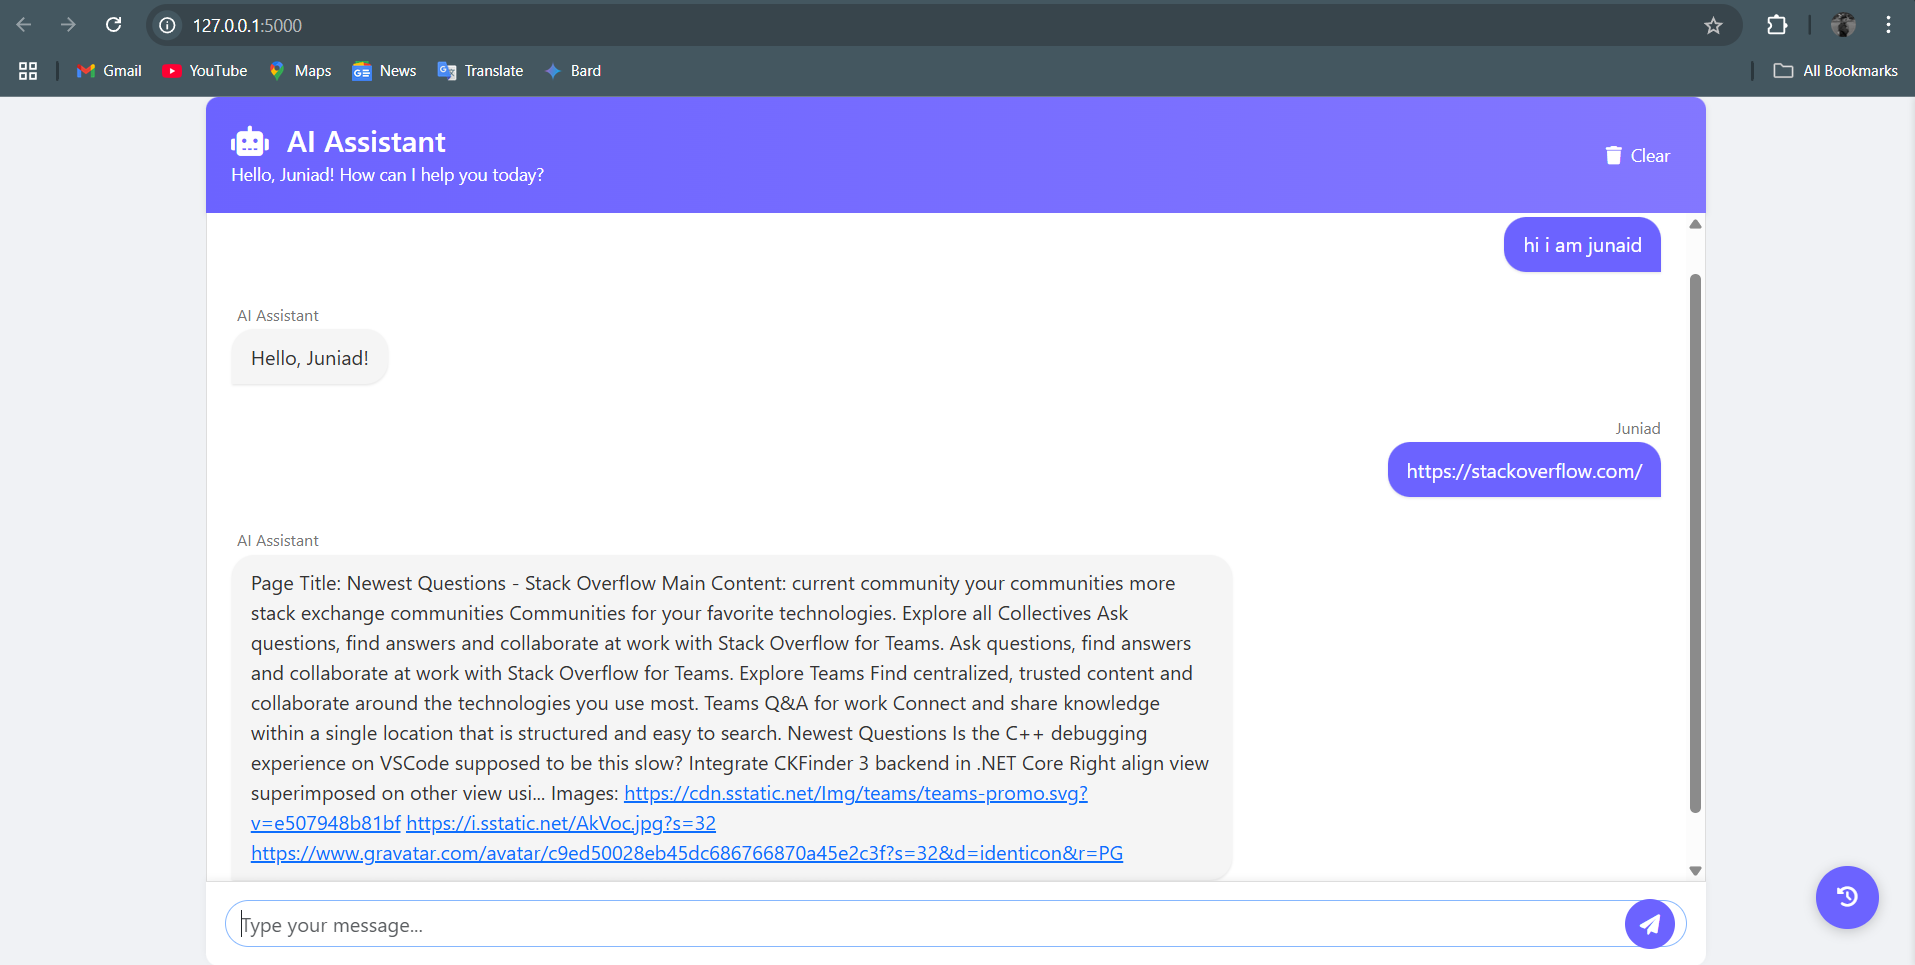 127.0.0.1:5000
Gmail YouTube Maps News Translate Bard All Bookmarks
AI Assistant
Hello, Juniad! How can I help you today?
Clear
hi i am junaid
AI Assistant
Hello, Juniad!
Juniad
https://stackoverflow.com/
AI Assistant
Page Title: Newest Questions - Stack Overflow Main Content: current community your communities more
stack exchange communities Communities for your favorite technologies. Explore all Collectives Ask
questions, find answers and collaborate at work with Stack Overflow for Teams. Ask questions, find answers
and collaborate at work with Stack Overflow for Teams. Explore Teams Find centralized, trusted content and
collaborate around the technologies you use most. Teams Q&A for work Connect and share knowledge
within a single location that is structured and easy to search. Newest Questions Is the C++ debugging
experience on VSCode supposed to be this slow? Integrate CKFinder 3 backend in .NET Core Right align view
superimposed on other view usi... Images: https://cdn.sstatic.net/Img/teams/teams-promo.svg?
v=e507948b81bf https://i.sstatic.net/AkVoc.jpg?s=32
https://www.gravatar.com/avatar/c9ed50028eb45dc686766870a45e2c3f?s=32&d=identicon&r=PG
Type your message...